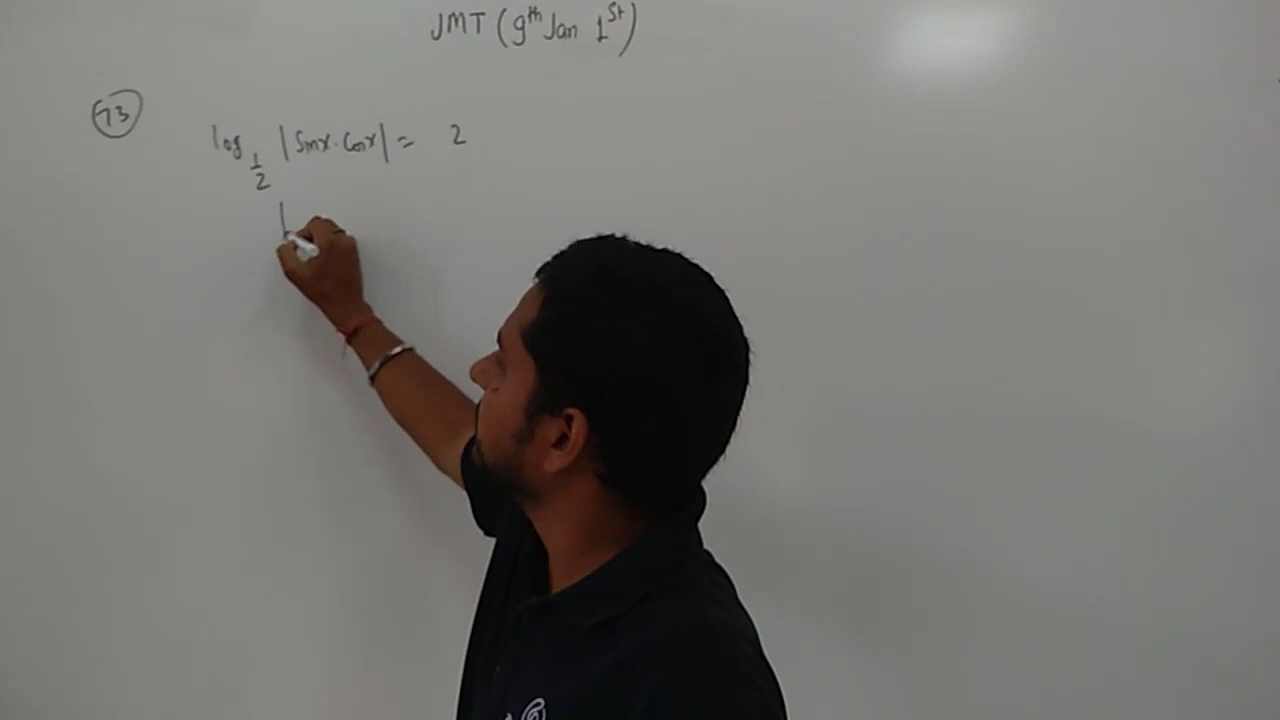 JMT (9th Jan 1st)
73
log 1/2 |Sinx.Cosx| = 2
|